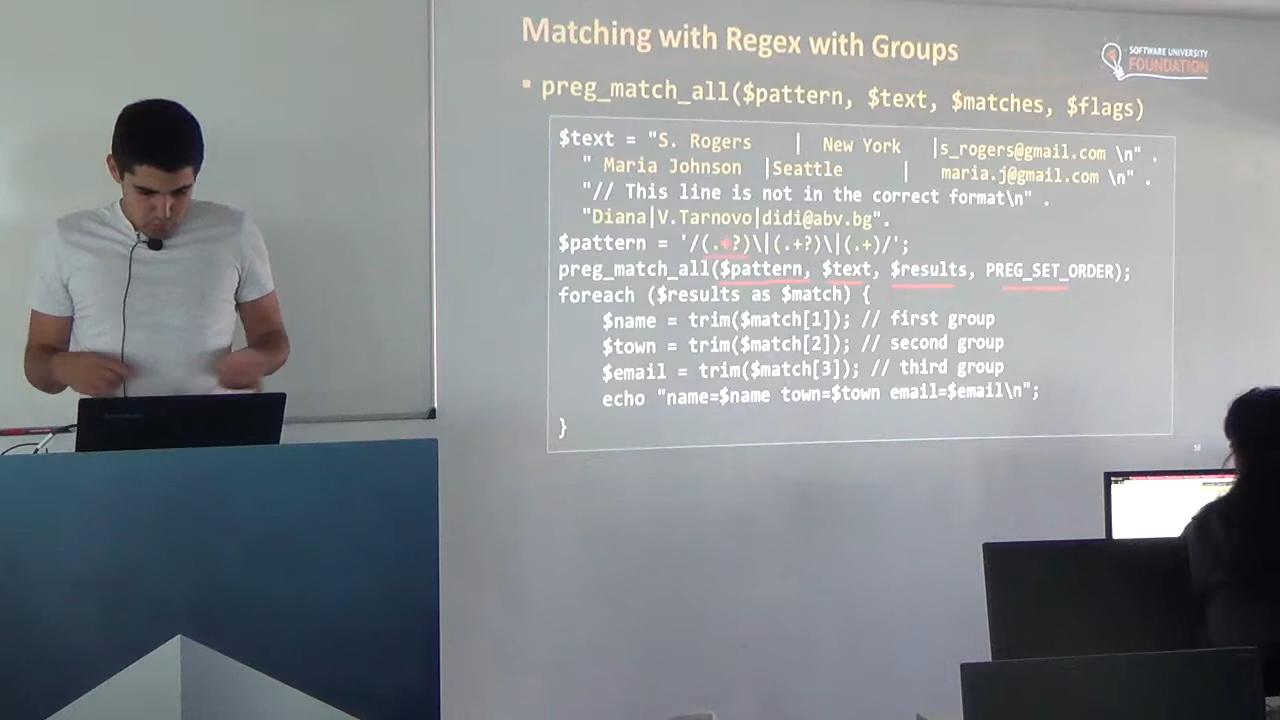 Matching with Regex with Groups
SOFTWARE UNIVERSITY
FOUNDATION
▪ preg_match_all($pattern, $text, $matches, $flags)
$text = "S. Rogers | New York |s_rogers@gmail.com \n" .
" Maria Johnson |Seattle | maria.j@gmail.com \n" .
"// This line is not in the correct format\n" .
"Diana|V.Tarnovo|didi@abv.bg".
$pattern = '/(.+?)\|(.+?)\|(.+)/';
preg_match_all($pattern, $text, $results, PREG_SET_ORDER);
foreach ($results as $match) {
$name = trim($match[1]); // first group
$town = trim($match[2]); // second group
$email = trim($match[3]); // third group
echo "name=$name town=$town email=$email\n";
}